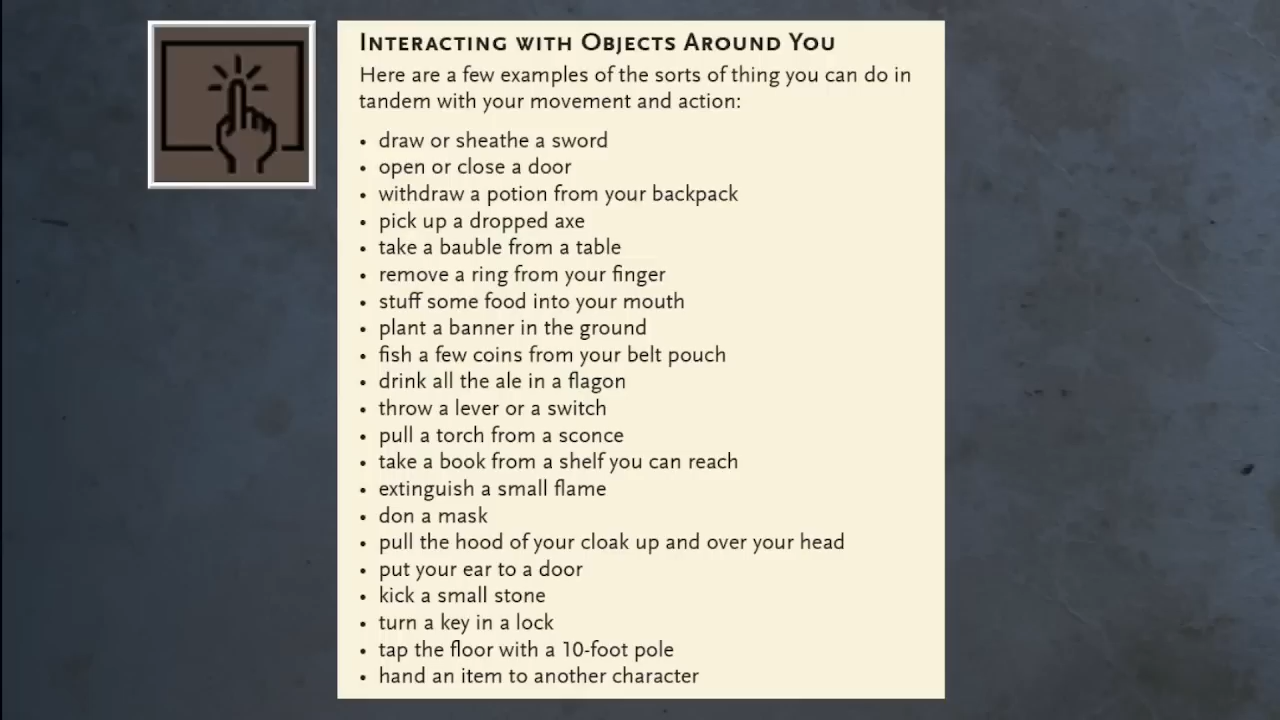 Interacting with Objects Around You
Here are a few examples of the sorts of thing you can do in
tandem with your movement and action:
• draw or sheathe a sword
• open or close a door
• withdraw a potion from your backpack
• pick up a dropped axe
• take a bauble from a table
• remove a ring from your finger
• stuff some food into your mouth
• plant a banner in the ground
• fish a few coins from your belt pouch
• drink all the ale in a flagon
• throw a lever or a switch
• pull a torch from a sconce
• take a book from a shelf you can reach
• extinguish a small flame
• don a mask
• pull the hood of your cloak up and over your head
• put your ear to a door
• kick a small stone
• turn a key in a lock
• tap the floor with a 10-foot pole
• hand an item to another character